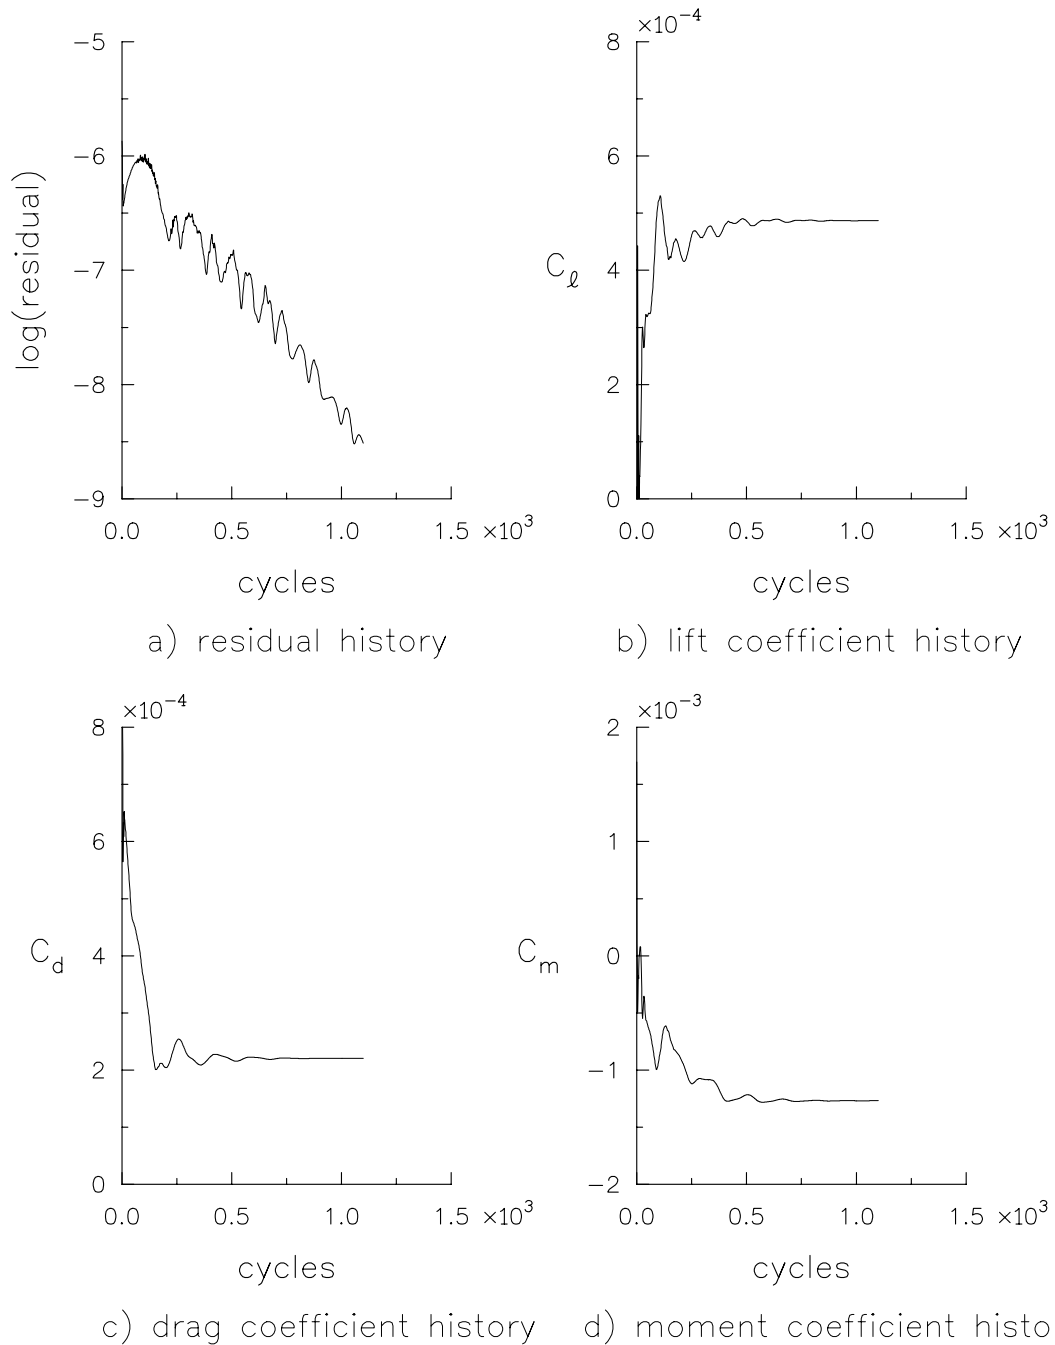 ×10⁻⁴
−5
−6
−7
−8
−9
log(residual)
0.0 0.5 1.0 1.5 ×10³
cycles
a) residual history
8
6
4
2
0
Cℓ
0.0 0.5 1.0 1.5 ×10³
cycles
b) lift coefficient history
×10⁻⁴
8
6
4
2
0
C_d
0.0 0.5 1.0 1.5 ×10³
cycles
c) drag coefficient history
×10⁻³
2
1
0
−1
−2
C_m
0.0 0.5 1.0 1.5 ×10³
cycles
d) moment coefficient histo